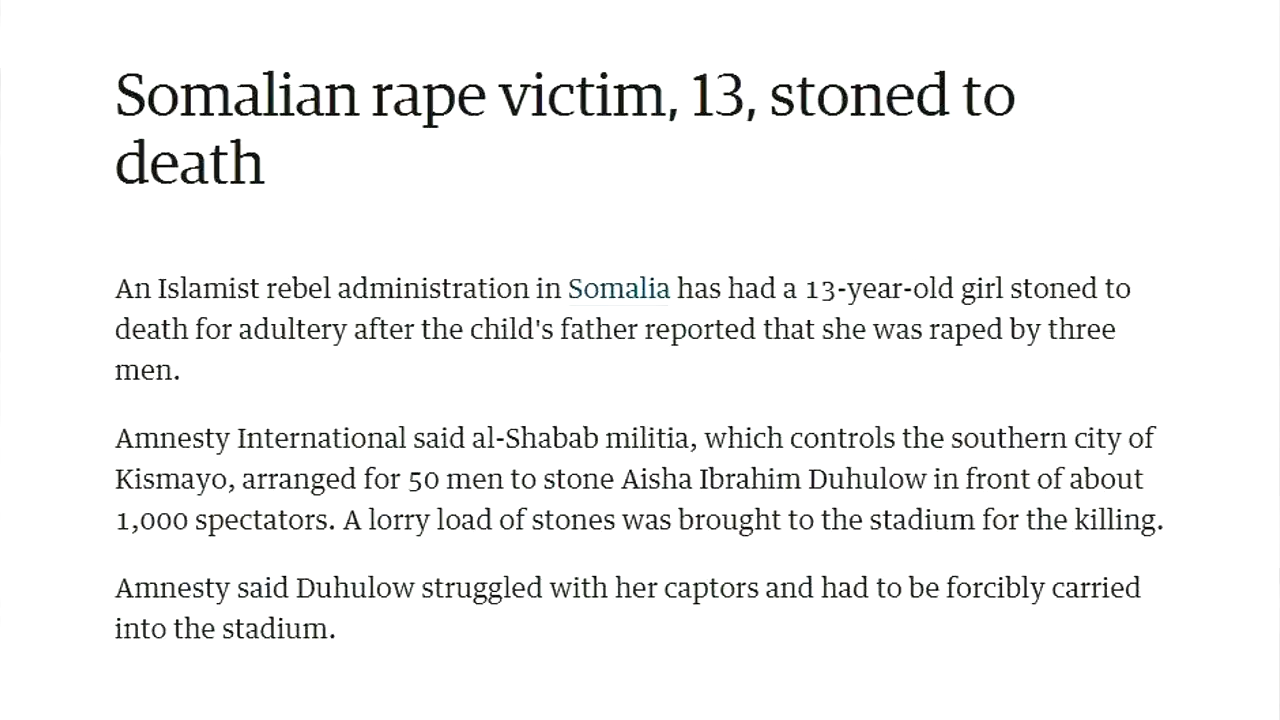 Somalian rape victim, 13, stoned to
death
An Islamist rebel administration in Somalia has had a 13-year-old girl stoned to
death for adultery after the child's father reported that she was raped by three
men.
Amnesty International said al-Shabab militia, which controls the southern city of
Kismayo, arranged for 50 men to stone Aisha Ibrahim Duhulow in front of about
1,000 spectators. A lorry load of stones was brought to the stadium for the killing.
Amnesty said Duhulow struggled with her captors and had to be forcibly carried
into the stadium.